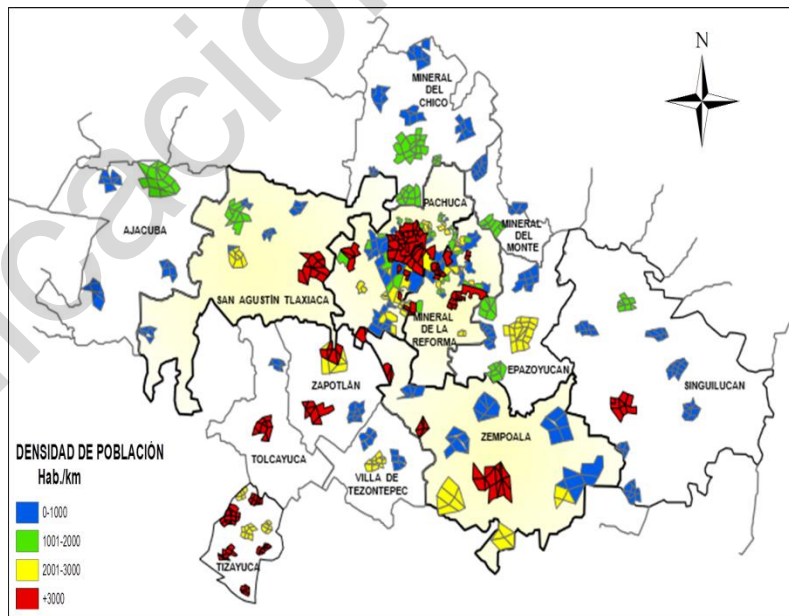 N
MINERAL
DEL
CHICO
PACHUCA
AJACUBA
MINERAL
DEL
MONTE
SAN AGUSTÍN TLAXIACA
MINERAL
DE LA
REFORMA
ZAPOTLÁN
EPAZOYUCAN
SINGUILUCAN
TOLCAYUCA
ZEMPOALA
VILLA DE
TEZONTEPEC
TIZAYUCA
DENSIDAD DE POBLACIÓN
Hab./km
0-1000
1001-2000
2001-3000
+3000